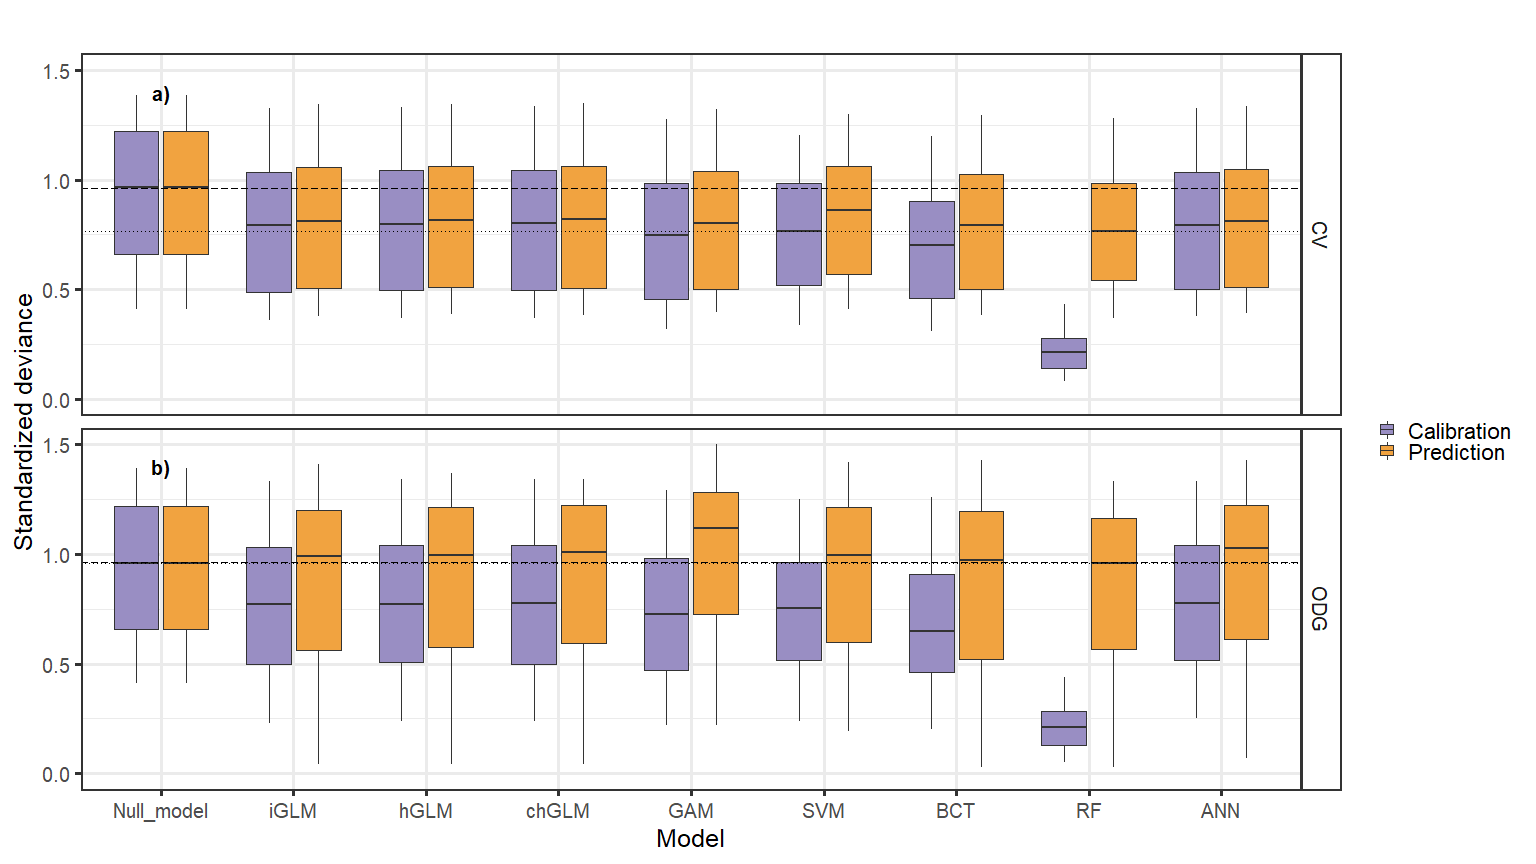 1.5
a)
1.0
0.5
0.0
CV
1.5
b)
1.0
0.5
0.0
ODG
Standardized deviance
Null_model iGLM hGLM chGLM GAM SVM BCT RF ANN
Model
Calibration
Prediction